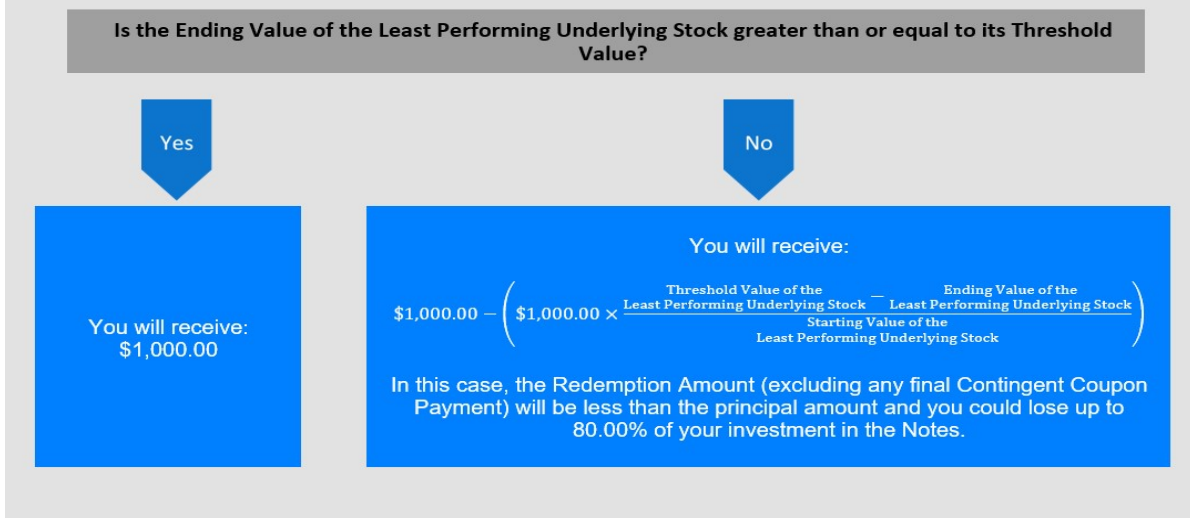 Is the Ending Value of the Least Performing Underlying Stock greater than or equal to its Threshold
Value?
Yes
No
You will receive:
$1,000.00
You will receive:
$1,000.00 − ( $1,000.00 × (Threshold Value of the Least Performing Underlying Stock − Ending Value of the Least Performing Underlying Stock) / Starting Value of the Least Performing Underlying Stock )
In this case, the Redemption Amount (excluding any final Contingent Coupon
Payment) will be less than the principal amount and you could lose up to
80.00% of your investment in the Notes.